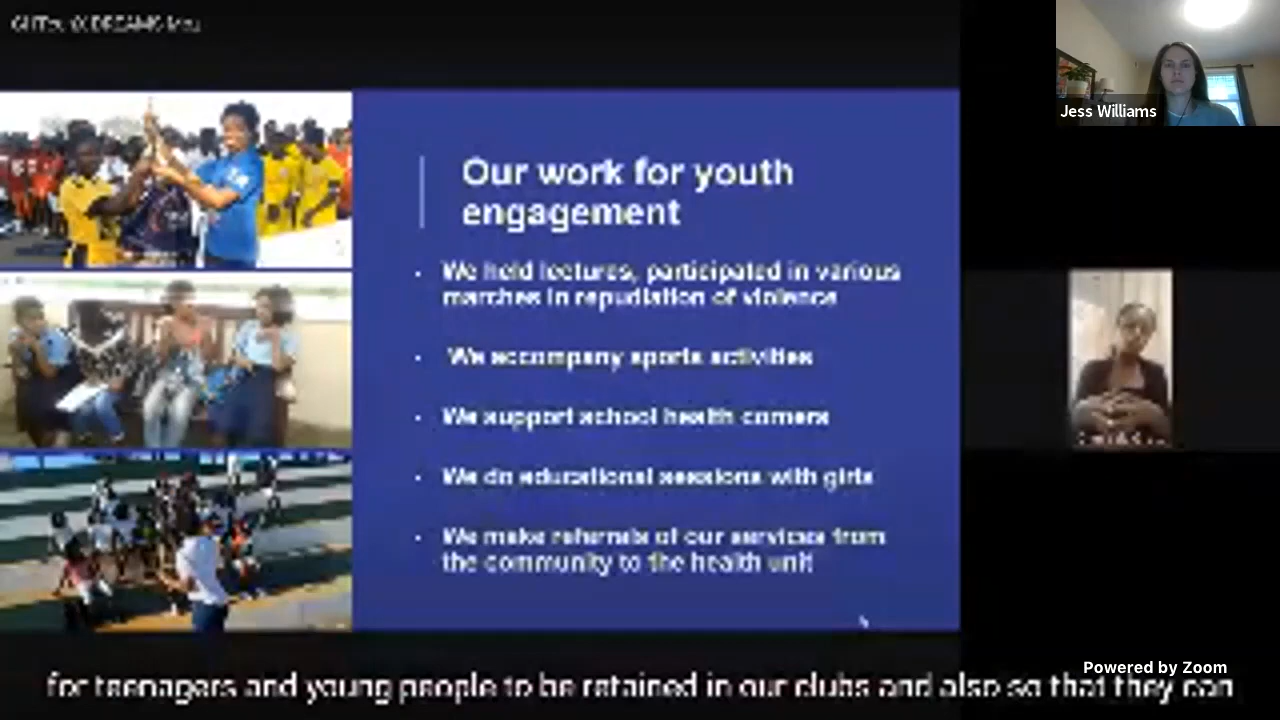 Jess Williams
Our work for youth
engagement
We held lectures, participated in various
marches in repudiation of violence
We accompany sports activities
We support school health corners
We do educational sessions with girls
We make referrals of our services from
the community to the health unit
Powered by Zoom
for teenagers and young people to be retained in our clubs and also so that they can